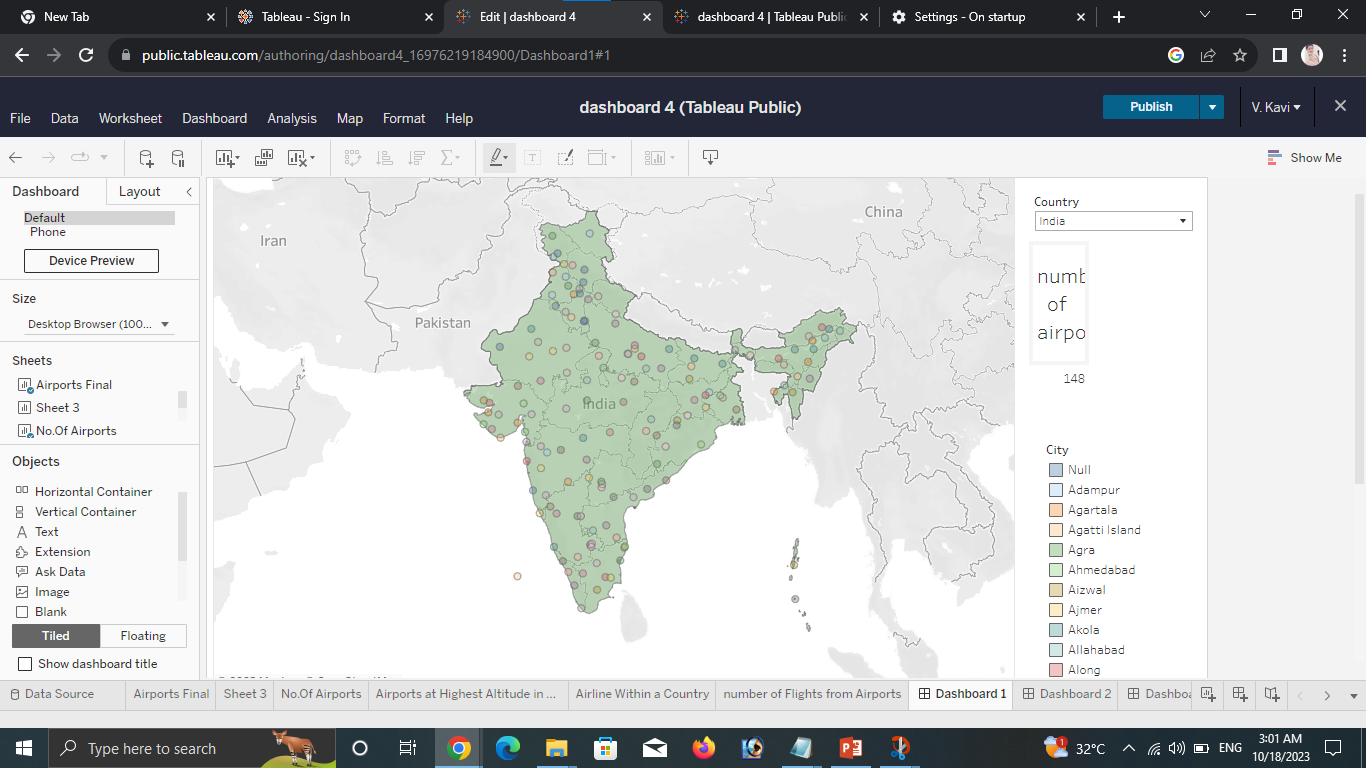 New Tab
Tableau - Sign In
Edit | dashboard 4
dashboard 4 | Tableau Public
Settings - On startup
public.tableau.com/authoring/dashboard4_16976219184900/Dashboard1#1
dashboard 4 (Tableau Public)
Publish
V. Kavi
File Data Worksheet Dashboard Analysis Map Format Help
Show Me
Dashboard Layout
Default
Phone
Device Preview
Size
Desktop Browser (100...
Sheets
Airports Final
Sheet 3
No.Of Airports
Objects
Horizontal Container
Vertical Container
Text
Extension
Ask Data
Image
Blank
Tiled Floating
Show dashboard title
Iran
China
Pakistan
India
Country
India
numb
of
airpo
148
City
Null
Adampur
Agartala
Agatti Island
Agra
Ahmedabad
Aizwal
Ajmer
Akola
Allahabad
Along
Data Source
Airports Final
Sheet 3
No.Of Airports
Airports at Highest Altitude in ...
Airline Within a Country
number of Flights from Airports
Dashboard 1
Dashboard 2
Dashboa
Type here to search
1
32°C
ENG
3:01 AM
10/18/2023